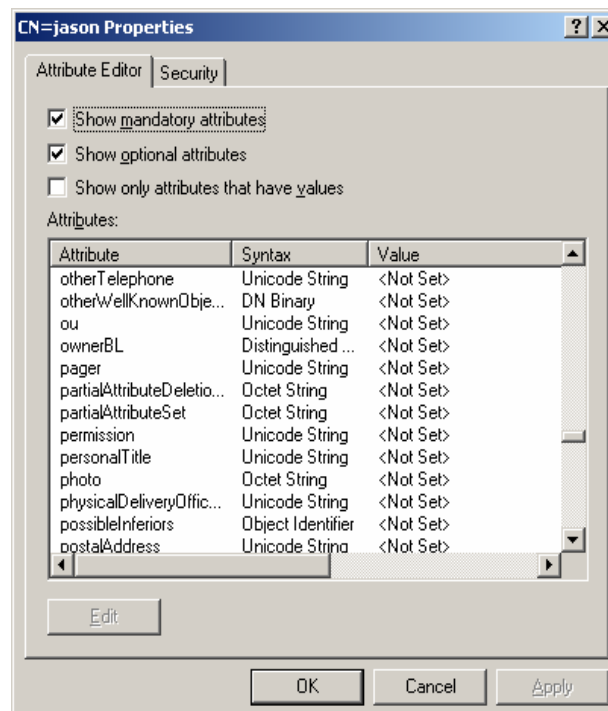 CN=jason Properties
Attribute Editor Security
Show mandatory attributes
Show optional attributes
Show only attributes that have values
Attributes:
Attribute Syntax Value
otherTelephone Unicode String <Not Set>
otherWellKnownObje... DN Binary <Not Set>
ou Unicode String <Not Set>
ownerBL Distinguished ... <Not Set>
pager Unicode String <Not Set>
partialAttributeDeletio... Octet String <Not Set>
partialAttributeSet Octet String <Not Set>
permission Unicode String <Not Set>
personalTitle Unicode String <Not Set>
photo Octet String <Not Set>
physicalDeliveryOffic... Unicode String <Not Set>
possibleInferiors Object Identifier <Not Set>
postalAddress Unicode String <Not Set>
Edit
OK Cancel Apply